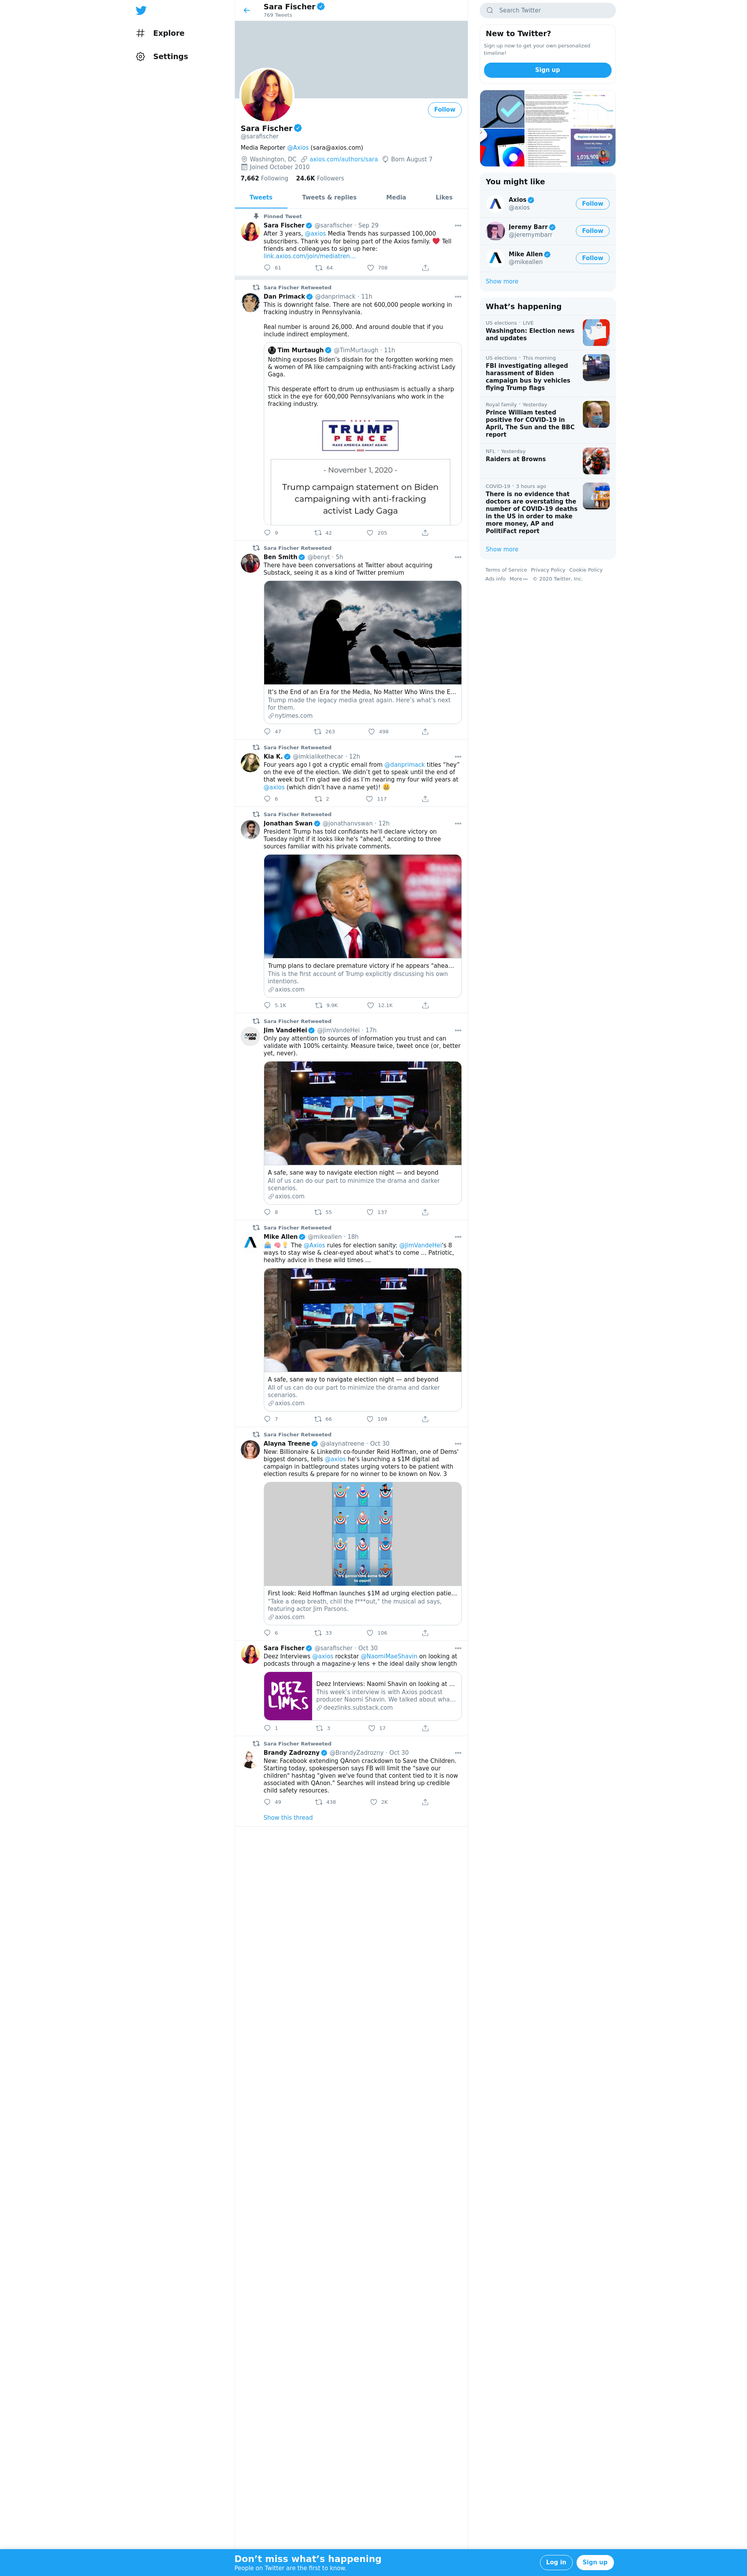 Explore
Settings
Sara Fischer
769 Tweets
Follow
Sara Fischer
@sarafischer
Media Reporter @Axios (sara@axios.com)
Washington, DC axios.com/authors/sara Born August 7
Joined October 2010
7,662 Following 24.6K Followers
Tweets Tweets & replies Media Likes
Pinned Tweet
Sara Fischer @sarafischer · Sep 29
After 3 years, @axios Media Trends has surpassed 100,000
subscribers. Thank you for being part of the Axios family. ❤️ Tell
friends and colleagues to sign up here:
link.axios.com/join/mediatren…
61 64 708
Sara Fischer Retweeted
Dan Primack @danprimack · 11h
This is downright false. There are not 600,000 people working in
fracking industry in Pennsylvania.
Real number is around 26,000. And around double that if you
include indirect employment.
Tim Murtaugh @TimMurtaugh · 11h
Nothing exposes Biden's disdain for the forgotten working men
& women of PA like campaigning with anti-fracking activist Lady
Gaga.
This desperate effort to drum up enthusiasm is actually a sharp
stick in the eye for 600,000 Pennsylvanians who work in the
fracking industry.
TRUMP
PENCE
MAKE AMERICA GREAT AGAIN!
2020
- November 1, 2020 -
Trump campaign statement on Biden
campaigning with anti-fracking
activist Lady Gaga
9 42 205
Sara Fischer Retweeted
Ben Smith @benyt · 5h
There have been conversations at Twitter about acquiring
Substack, seeing it as a kind of Twitter premium
It's the End of an Era for the Media, No Matter Who Wins the E…
Trump made the legacy media great again. Here's what's next
for them.
nytimes.com
47 263 498
Sara Fischer Retweeted
Kia K. @imkialikethecar · 12h
Four years ago I got a cryptic email from @danprimack titles "hey"
on the eve of the election. We didn't get to speak until the end of
that week but I'm glad we did as I'm nearing my four wild years at
@axios (which didn't have a name yet)!
6 2 117
Sara Fischer Retweeted
Jonathan Swan @jonathanvswan · 12h
President Trump has told confidants he'll declare victory on
Tuesday night if it looks like he's "ahead," according to three
sources familiar with his private comments.
Trump plans to declare premature victory if he appears "ahea…
This is the first account of Trump explicitly discussing his own
intentions.
axios.com
5.1K 9.9K 12.1K
Sara Fischer Retweeted
Jim VandeHei @JimVandeHei · 17h
Only pay attention to sources of information you trust and can
validate with 100% certainty. Measure twice, tweet once (or, better
yet, never).
A safe, sane way to navigate election night — and beyond
All of us can do our part to minimize the drama and darker
scenarios.
axios.com
8 55 137
Sara Fischer Retweeted
Mike Allen @mikeallen · 18h
The @Axios rules for election sanity: @JimVandeHei's 8
ways to stay wise & clear-eyed about what's to come ... Patriotic,
healthy advice in these wild times ...
A safe, sane way to navigate election night — and beyond
All of us can do our part to minimize the drama and darker
scenarios.
axios.com
7 66 109
Sara Fischer Retweeted
Alayna Treene @alaynatreene · Oct 30
New: Billionaire & LinkedIn co-founder Reid Hoffman, one of Dems'
biggest donors, tells @axios he's launching a $1M digital ad
campaign in battleground states urging voters to be patient with
election results & prepare for no winner to be known on Nov. 3
First look: Reid Hoffman launches $1M ad urging election patie…
"Take a deep breath, chill the f***out," the musical ad says,
featuring actor Jim Parsons.
axios.com
6 33 106
Sara Fischer @sarafischer · Oct 30
Deez Interviews @axios rockstar @NaomiMaeShavin on looking at
podcasts through a magazine-y lens + the ideal daily show length
DEEZ
LINKS
Deez Interviews: Naomi Shavin on looking at …
This week's interview is with Axios podcast
producer Naomi Shavin. We talked about wha…
deezlinks.substack.com
1 3 17
Sara Fischer Retweeted
Brandy Zadrozny @BrandyZadrozny · Oct 30
New: Facebook extending QAnon crackdown to Save the Children.
Starting today, spokesperson says FB will limit the "save our
children" hashtag "given we've found that content tied to it is now
associated with QAnon." Searches will instead bring up credible
child safety resources.
49 438 2K
Show this thread
Search Twitter
New to Twitter?
Sign up now to get your own personalized
timeline!
Sign up
You might like
Axios
@axios
Follow
Jeremy Barr
@jeremymbarr
Follow
Mike Allen
@mikeallen
Follow
Show more
What's happening
US elections · LIVE
Washington: Election news
and updates
US elections · This morning
FBI investigating alleged
harassment of Biden
campaign bus by vehicles
flying Trump flags
Royal family · Yesterday
Prince William tested
positive for COVID-19 in
April, The Sun and the BBC
report
NFL · Yesterday
Raiders at Browns
COVID-19 · 3 hours ago
There is no evidence that
doctors are overstating the
number of COVID-19 deaths
in the US in order to make
more money, AP and
PolitiFact report
Show more
Terms of Service Privacy Policy Cookie Policy
Ads info More © 2020 Twitter, Inc.
Don't miss what's happening
People on Twitter are the first to know.
Log in Sign up